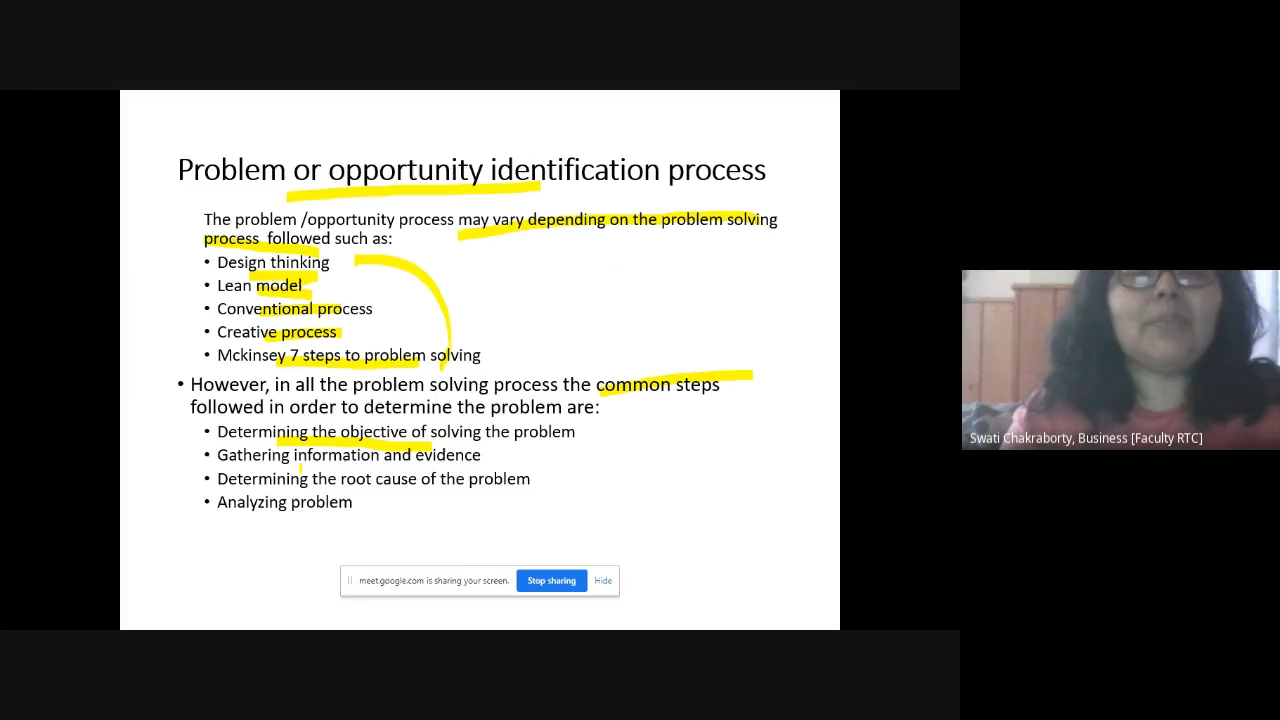 Problem or opportunity identification process
The problem /opportunity process may vary depending on the problem solving
process followed such as:
• Design thinking
• Lean model
• Conventional process
• Creative process
• Mckinsey 7 steps to problem solving
• However, in all the problem solving process the common steps
followed in order to determine the problem are:
• Determining the objective of solving the problem
• Gathering information and evidence
• Determining the root cause of the problem
• Analyzing problem
meet.google.com is sharing your screen. Stop sharing Hide
Swati Chakraborty, Business [Faculty RTC]